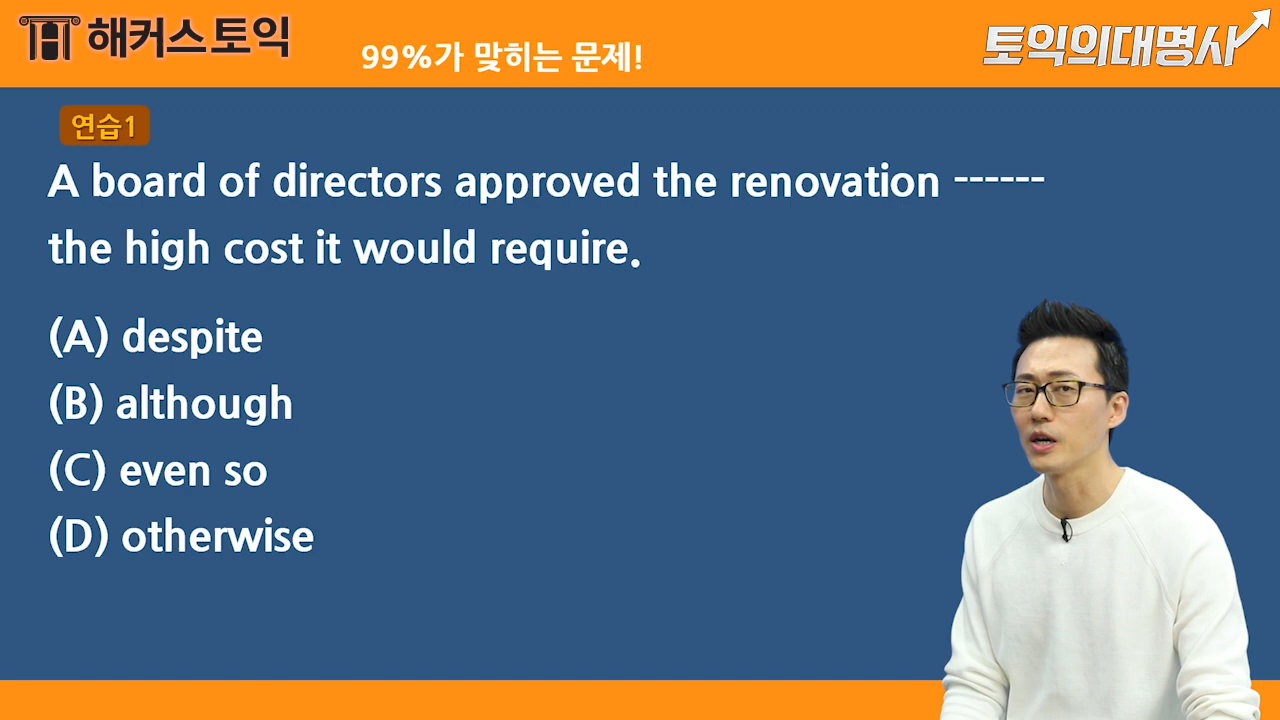 해커스토익
99%가 맞히는 문제!
토익의대명사
연습1
A board of directors approved the renovation ------
the high cost it would require.
(A) despite
(B) although
(C) even so
(D) otherwise